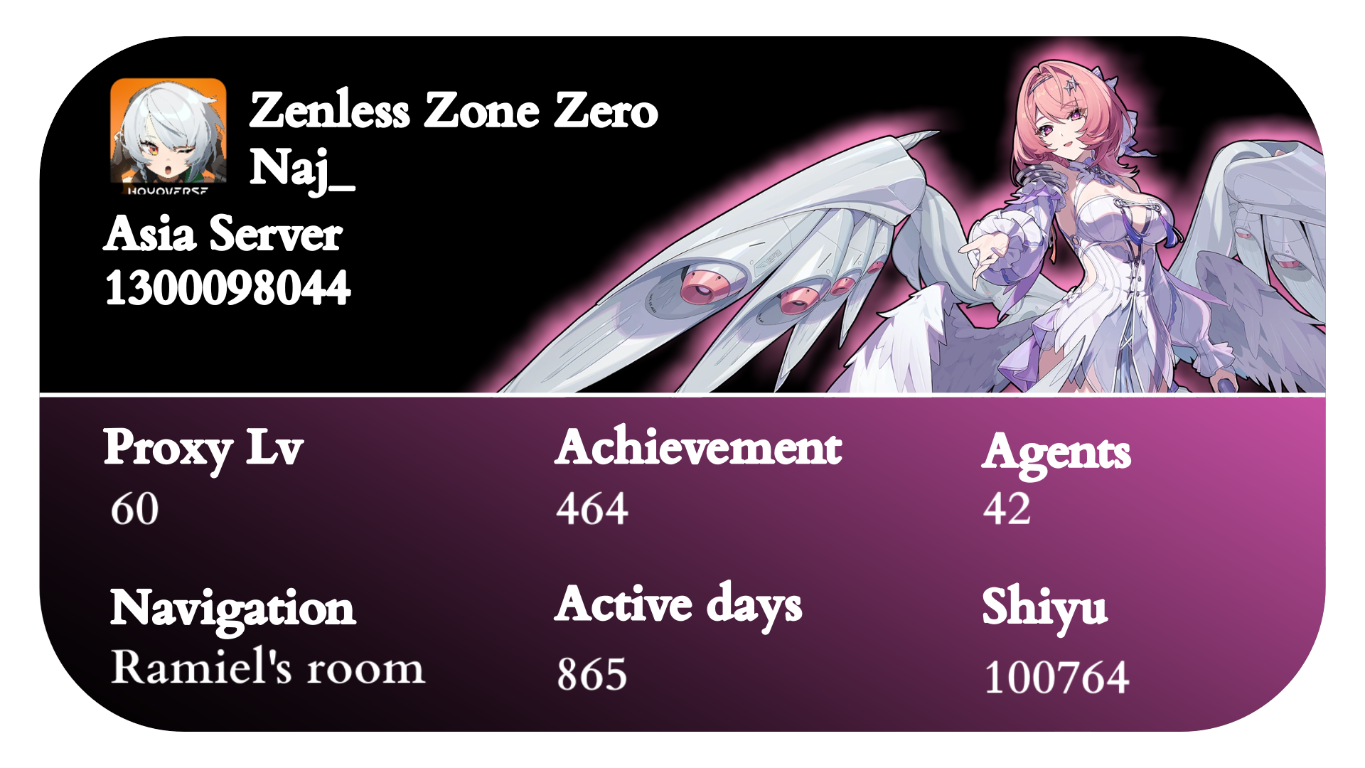 Zenless Zone Zero
Naj_
HOYOVERSE
Asia Server
1300098044
Proxy Lv
60
Achievement
464
Agents
42
Navigation
Ramiel's room
Active days
865
Shiyu
100764